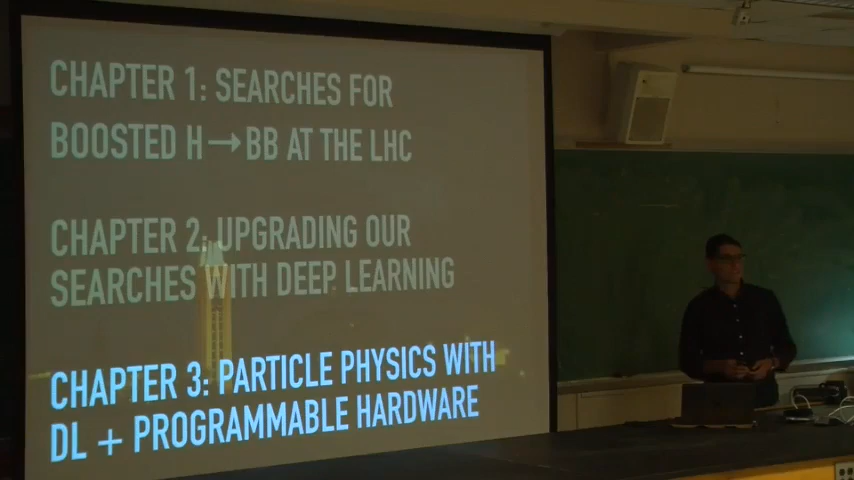 CHAPTER 1: SEARCHES FOR
BOOSTED H→BB AT THE LHC
CHAPTER 2: UPGRADING OUR
SEARCHES WITH DEEP LEARNING
CHAPTER 3: PARTICLE PHYSICS WITH
DL + PROGRAMMABLE HARDWARE